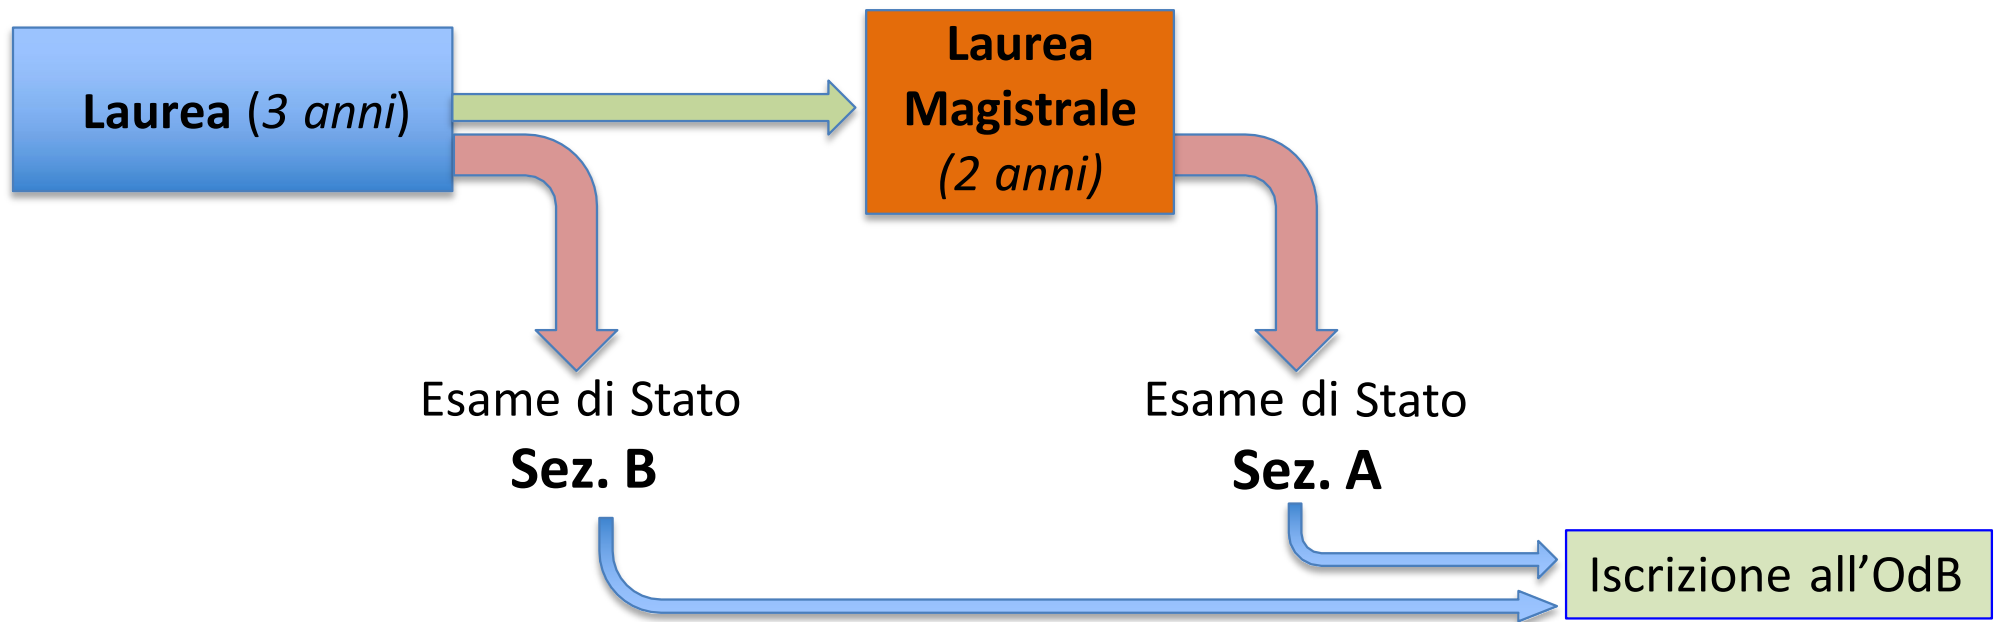 Laurea (3 anni)
Laurea
Magistrale
(2 anni)
Esame di Stato
Sez. B
Esame di Stato
Sez. A
Iscrizione all’OdB